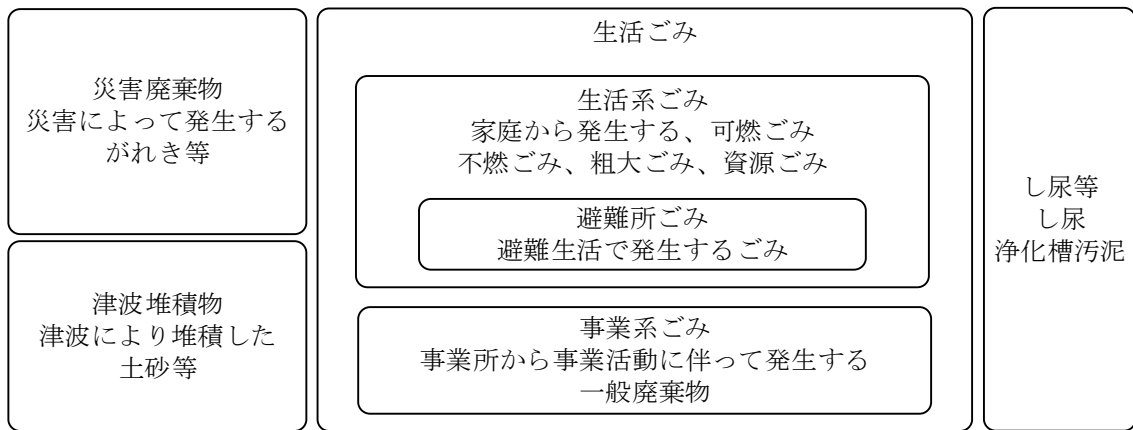 災害廃棄物
災害によって発生する
がれき等
津波堆積物
津波により堆積した
土砂等
生活ごみ
生活系ごみ
家庭から発生する、可燃ごみ
不燃ごみ、粗大ごみ、資源ごみ
避難所ごみ
避難生活で発生するごみ
事業系ごみ
事業所から事業活動に伴って発生する
一般廃棄物
し尿等
し尿
浄化槽汚泥